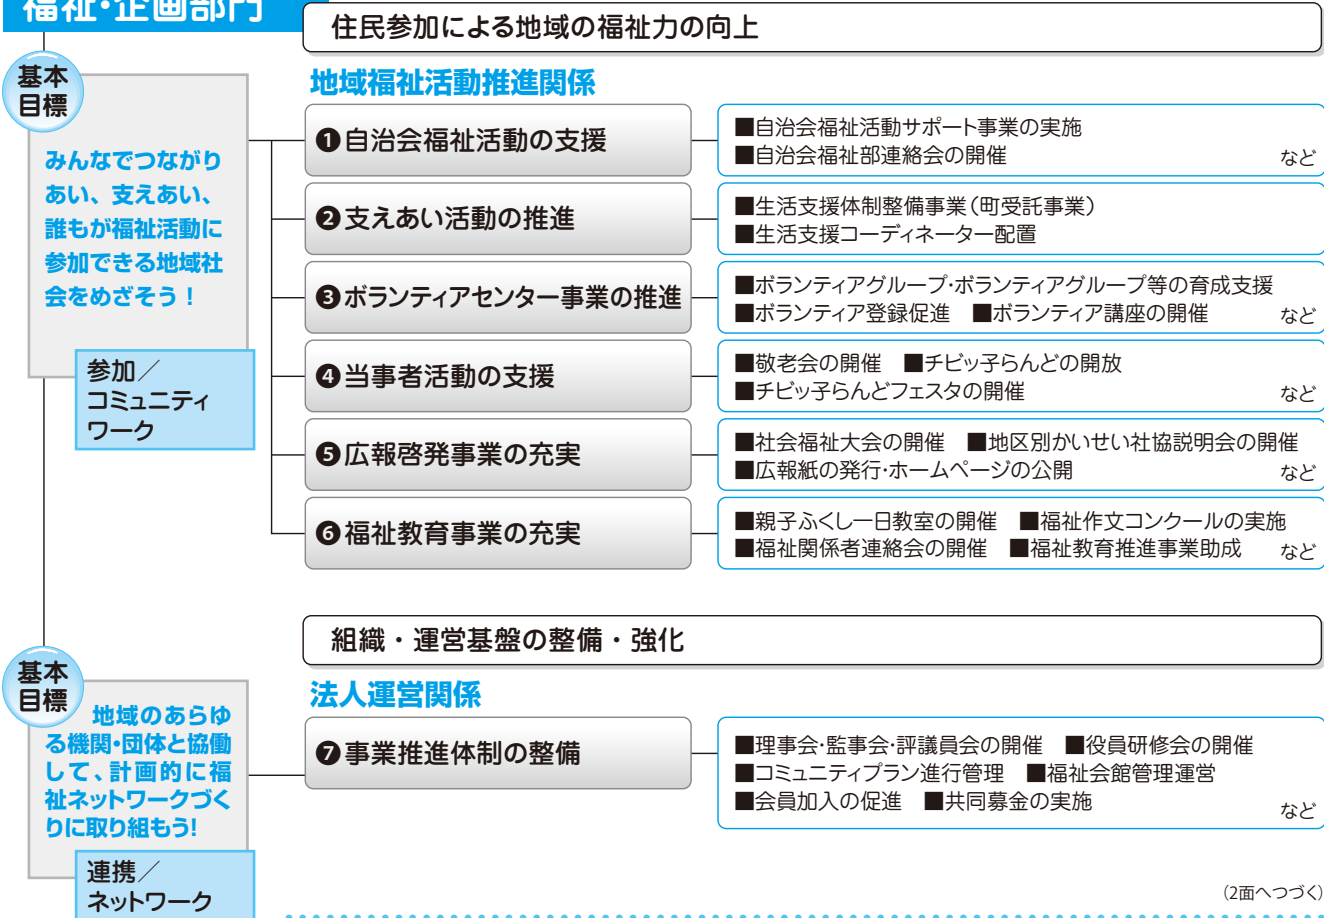 福祉・企画部門
住民参加による地域の福祉力の向上
基本
目標
みんなでつながり
あい、支えあい、
誰もが福祉活動に
参加できる地域社
会をめざそう！
参加／
コミュニティ
ワーク
地域福祉活動推進関係
❶自治会福祉活動の支援
■自治会福祉活動サポート事業の実施
■自治会福祉部連絡会の開催 など
❷支えあい活動の推進
■生活支援体制整備事業（町受託事業）
■生活支援コーディネーター配置
❸ボランティアセンター事業の推進
■ボランティアグループ・ボランティアグループ等の育成支援
■ボランティア登録促進 ■ボランティア講座の開催 など
❹当事者活動の支援
■敬老会の開催 ■チビッ子らんどの開放
■チビッ子らんどフェスタの開催 など
❺広報啓発事業の充実
■社会福祉大会の開催 ■地区別かいせい社協説明会の開催
■広報紙の発行・ホームページの公開 など
❻福祉教育事業の充実
■親子ふくし一日教室の開催 ■福祉作文コンクールの実施
■福祉関係者連絡会の開催 ■福祉教育推進事業助成 など
組織・運営基盤の整備・強化
基本
目標
地域のあらゆ
る機関・団体と協働
して、計画的に福
祉ネットワークづく
りに取り組もう！
連携／
ネットワーク
法人運営関係
❼事業推進体制の整備
■理事会・監事会・評議員会の開催 ■役員研修会の開催
■コミュニティプラン進行管理 ■福祉会館管理運営
■会員加入の促進 ■共同募金の実施 など
（2面へつづく）